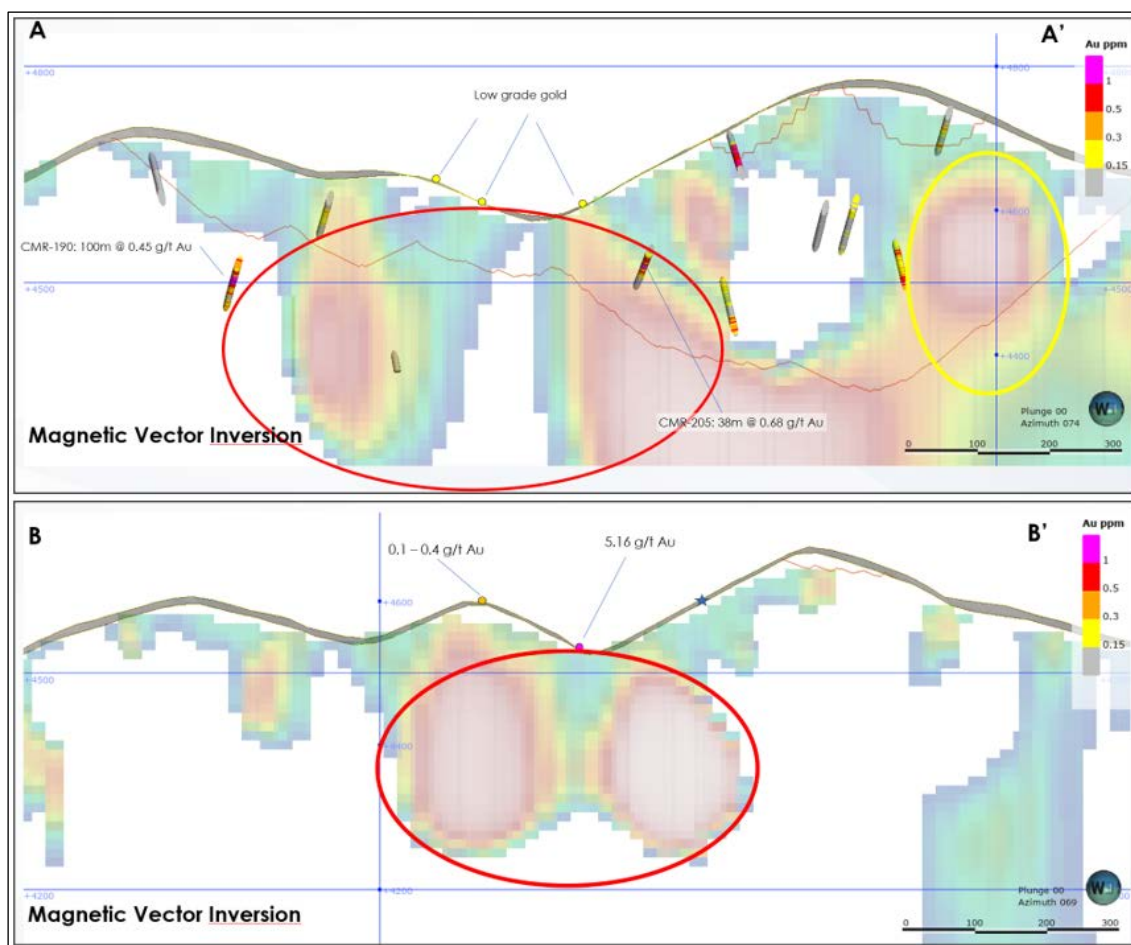 A
A'
Au ppm
1
0.5
0.3
0.15
+4800
+4800
Low grade gold
+4600
CMR-190: 100m @ 0.45 g/t Au
+4500
+4500
+4400
CMR-205: 38m @ 0.68 g/t Au
Magnetic Vector Inversion
Plunge 00
Azimuth 074
0 100 200 300
B
B'
Au ppm
1
0.5
0.3
0.15
0.1 – 0.4 g/t Au
5.16 g/t Au
+4600
+4500
+4400
+4200
+4200
Magnetic Vector Inversion
Plunge 00
Azimuth 069
0 100 200 300